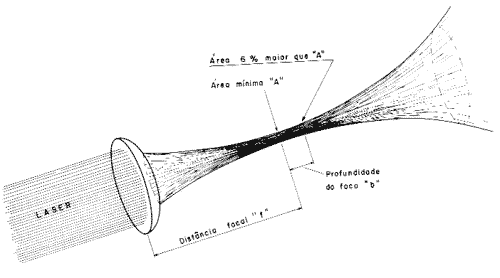 Área 6 % maior que "A"
Área mínima "A"
Profundidade
do foco "b"
LASER
Distância focal "f"